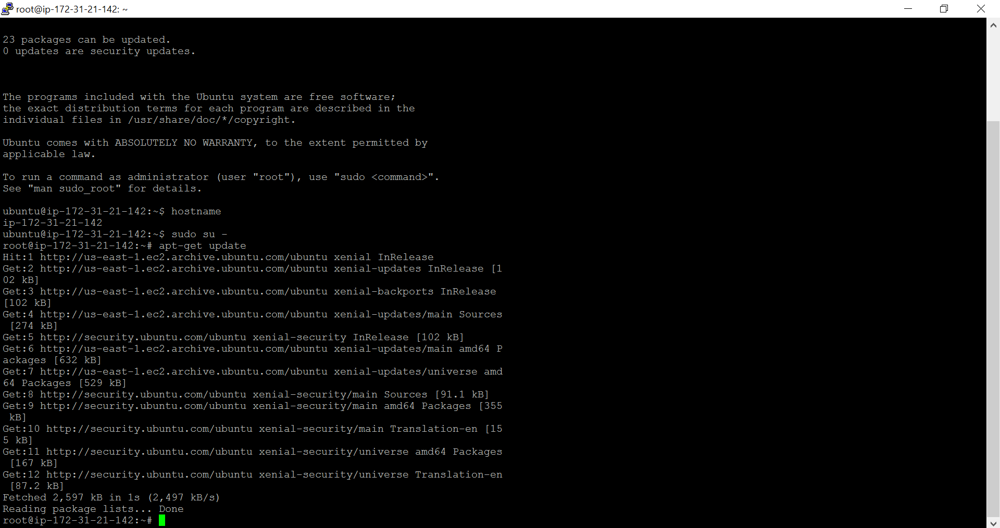 root@ip-172-31-21-142: ~
23 packages can be updated.
0 updates are security updates.
The programs included with the Ubuntu system are free software;
the exact distribution terms for each program are described in the
individual files in /usr/share/doc/*/copyright.
Ubuntu comes with ABSOLUTELY NO WARRANTY, to the extent permitted by
applicable law.
To run a command as administrator (user "root"), use "sudo <command>".
See "man sudo_root" for details.
ubuntu@ip-172-31-21-142:~$ hostname
ip-172-31-21-142
ubuntu@ip-172-31-21-142:~$ sudo su -
root@ip-172-31-21-142:~# apt-get update
Hit:1 http://us-east-1.ec2.archive.ubuntu.com/ubuntu xenial InRelease
Get:2 http://us-east-1.ec2.archive.ubuntu.com/ubuntu xenial-updates InRelease [1
02 kB]
Get:3 http://us-east-1.ec2.archive.ubuntu.com/ubuntu xenial-backports InRelease
[102 kB]
Get:4 http://us-east-1.ec2.archive.ubuntu.com/ubuntu xenial-updates/main Sources
 [274 kB]
Get:5 http://security.ubuntu.com/ubuntu xenial-security InRelease [102 kB]
Get:6 http://us-east-1.ec2.archive.ubuntu.com/ubuntu xenial-updates/main amd64 P
ackages [632 kB]
Get:7 http://us-east-1.ec2.archive.ubuntu.com/ubuntu xenial-updates/universe amd
64 Packages [529 kB]
Get:8 http://security.ubuntu.com/ubuntu xenial-security/main Sources [91.1 kB]
Get:9 http://security.ubuntu.com/ubuntu xenial-security/main amd64 Packages [355
 kB]
Get:10 http://security.ubuntu.com/ubuntu xenial-security/main Translation-en [15
5 kB]
Get:11 http://security.ubuntu.com/ubuntu xenial-security/universe amd64 Packages
 [167 kB]
Get:12 http://security.ubuntu.com/ubuntu xenial-security/universe Translation-en
 [87.2 kB]
Fetched 2,597 kB in 1s (2,497 kB/s)
Reading package lists... Done
root@ip-172-31-21-142:~#